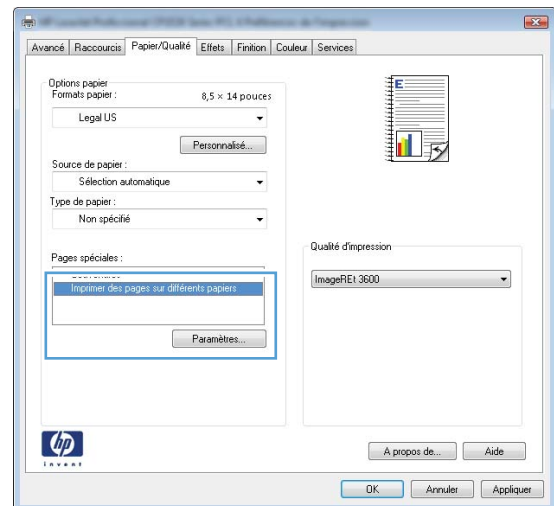 Avancé Raccourcis Papier/Qualité Effets Finition Couleur Services
Options papier
Formats papier :
8,5 × 14 pouces
Legal US
Personnalisé...
Source de papier :
Sélection automatique
Type de papier :
Non spécifié
Pages spéciales :
Imprimer des pages sur différents papiers
Paramètres...
E
Qualité d'impression
ImageREt 3600
hp
invent
A propos de... Aide
OK Annuler Appliquer